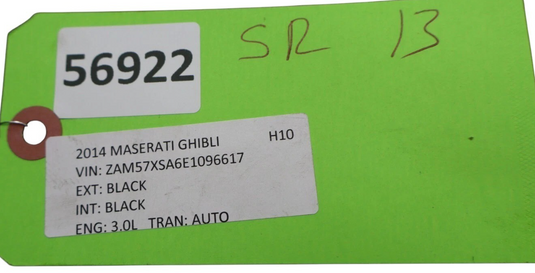 SR 13
56922
2014 MASERATI GHIBLI H10
VIN: ZAM57XSA6E1096617
EXT: BLACK
INT: BLACK
ENG: 3.0L TRAN: AUTO